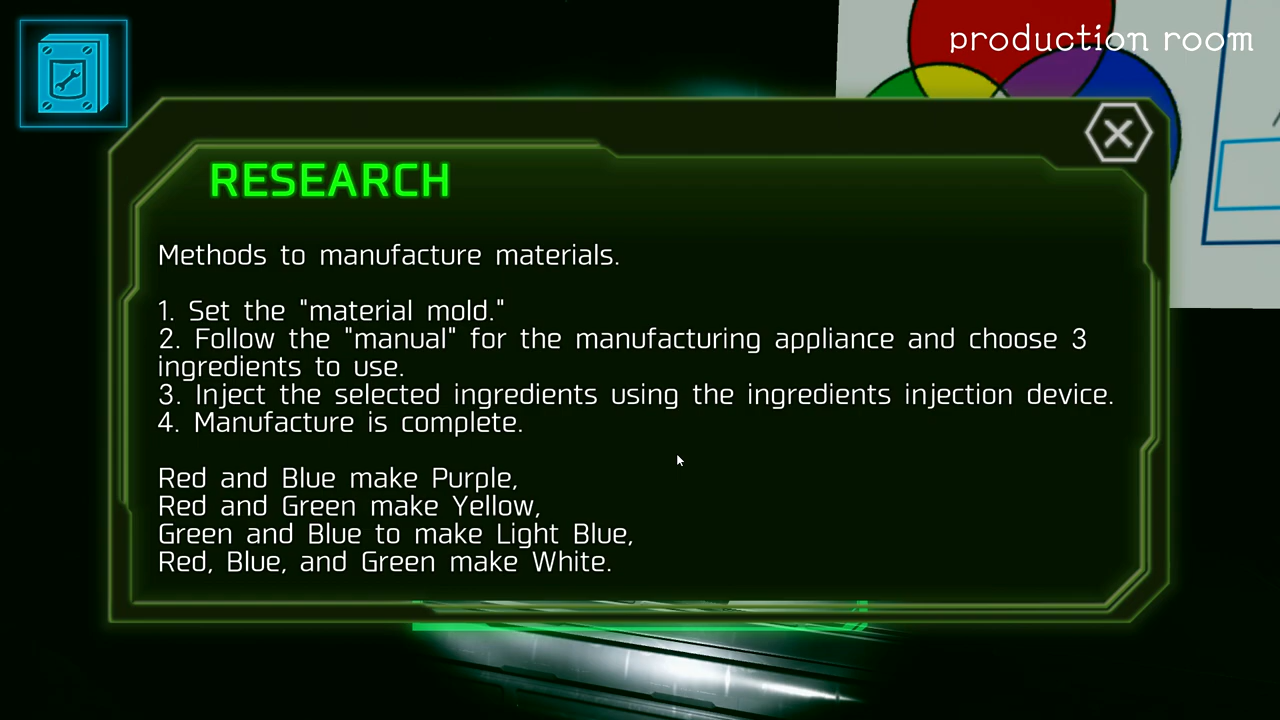 production room
RESEARCH
Methods to manufacture materials.
1. Set the "material mold."
2. Follow the "manual" for the manufacturing appliance and choose 3
ingredients to use.
3. Inject the selected ingredients using the ingredients injection device.
4. Manufacture is complete.
Red and Blue make Purple,
Red and Green make Yellow,
Green and Blue to make Light Blue,
Red, Blue, and Green make White.